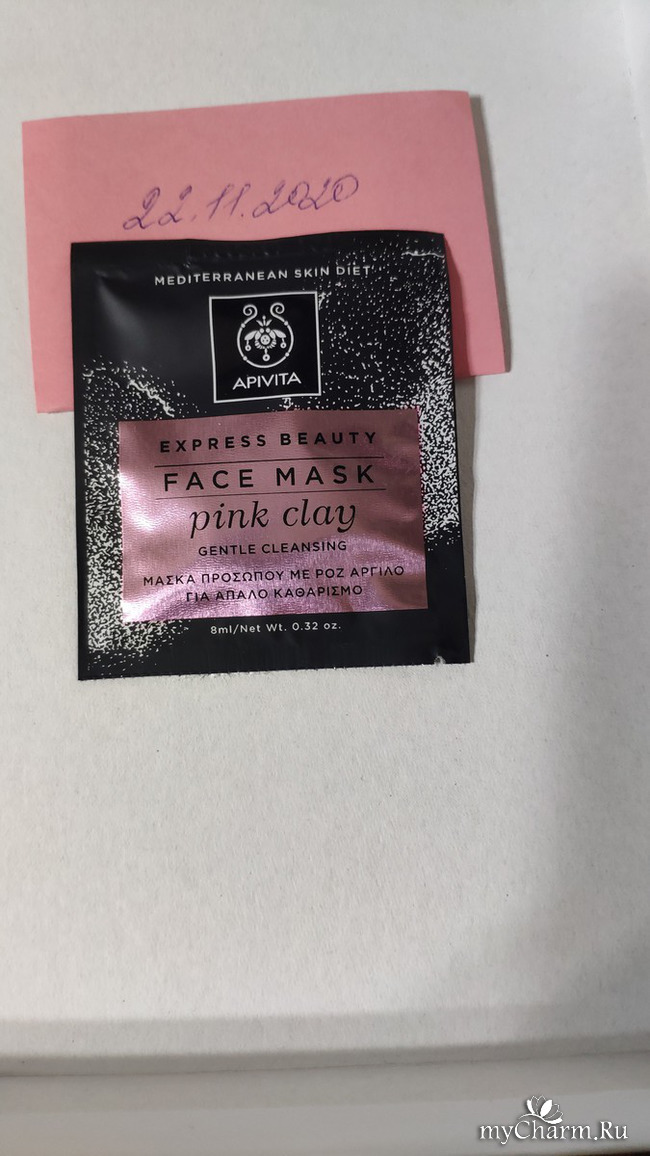 22.11.2020
MEDITERRANEAN SKIN DIET
APIVITA
EXPRESS BEAUTY
FACE MASK
pink clay
GENTLE CLEANSING
ΜΑΣΚΑ ΠΡΟΣΩΠΟΥ ΜΕ ΡΟΖ ΑΡΓΙΛΟ
ΓΙΑ ΑΠΑΛΟ ΚΑΘΑΡΙΣΜΟ
8ml/Net Wt. 0.32 oz.
myCharm.Ru